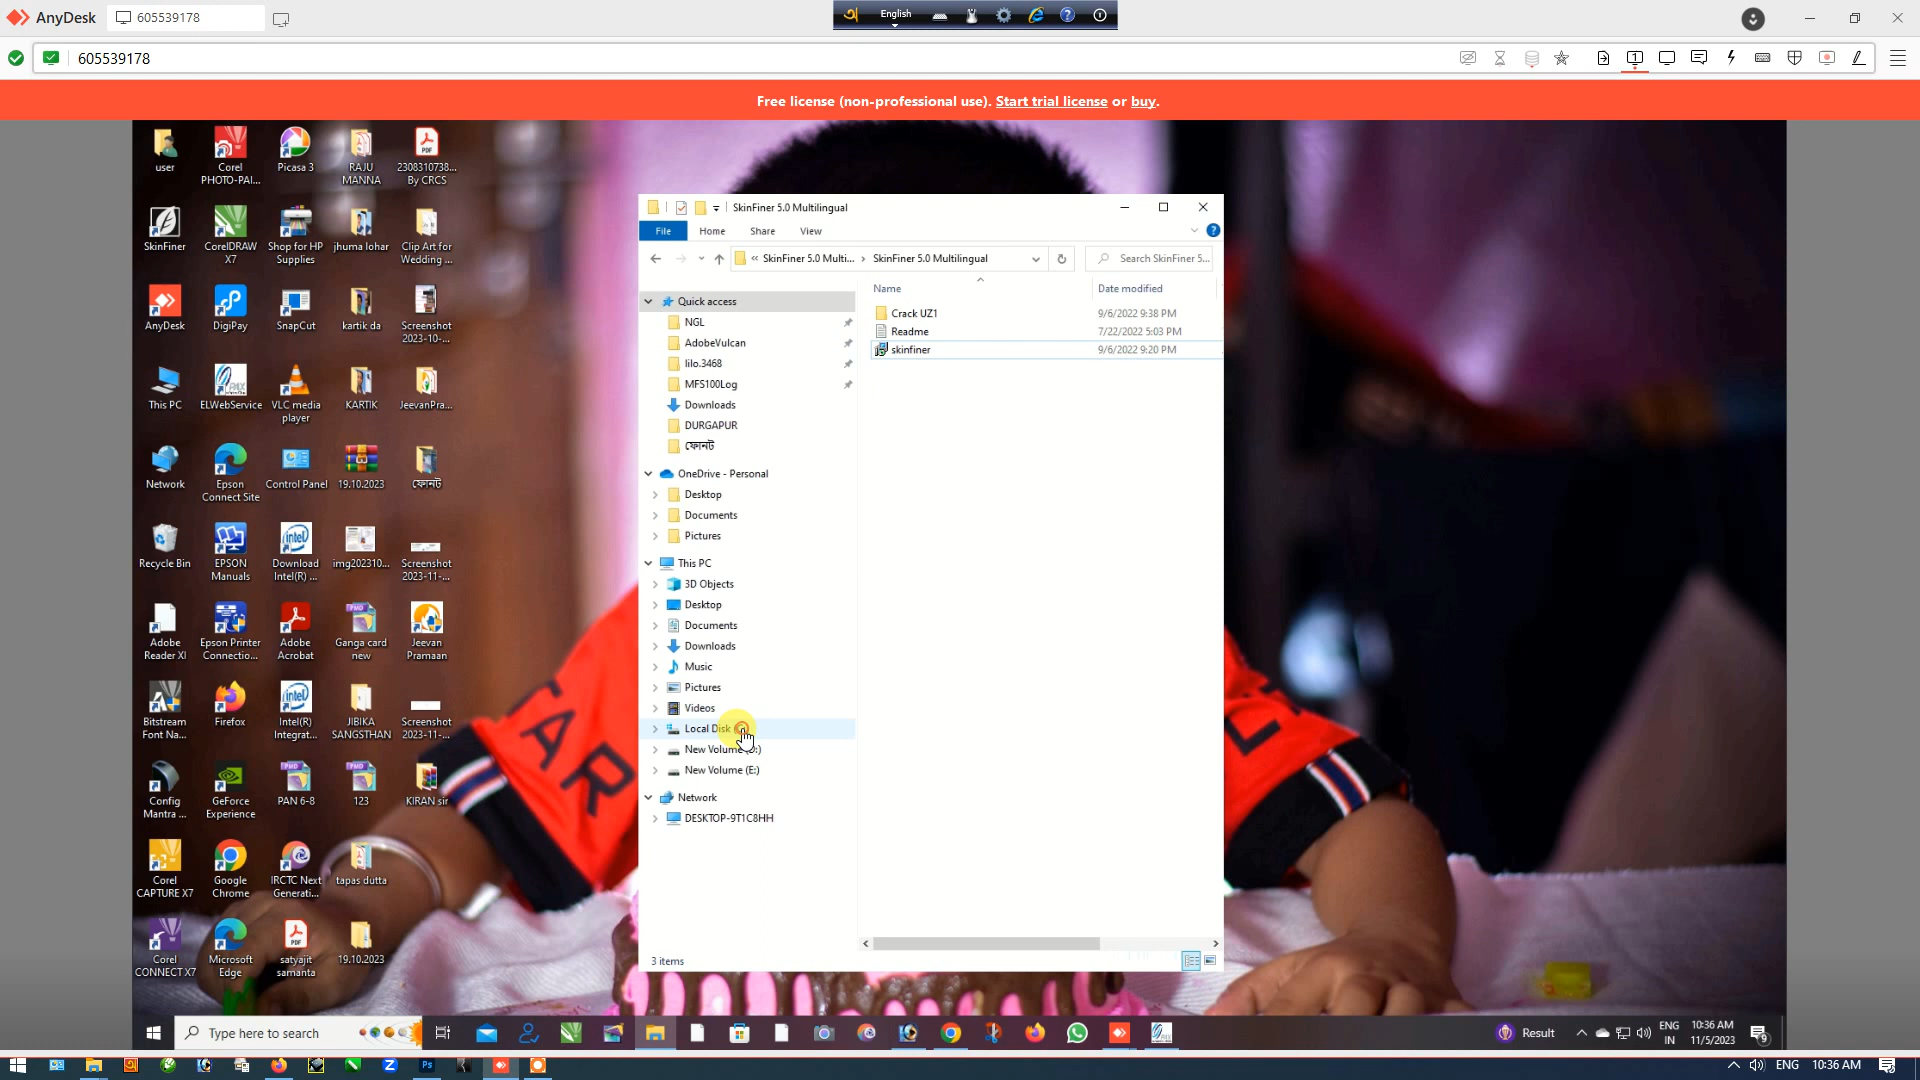 AnyDesk
605539178
English
605539178
Free license (non-professional use). Start trial license or buy.
user
Corel
PHOTO-PAI...
Picasa 3
RAJU
MANNA
2308310738...
By CRCS
SkinFiner
CorelDRAW
X7
Shop for HP
Supplies
jhuma lohar
Clip Art for
Wedding ...
AnyDesk
DigiPay
SnapCut
kartik da
Screenshot
2023-10-...
This PC
ELWebService
VLC media
player
KARTIK
JeevanPra...
Network
Epson
Connect Site
Control Panel
19.10.2023
ফোনট
Recycle Bin
EPSON
Manuals
Download
Intel(R) ...
img202310...
Screenshot
2023-11-...
Adobe
Reader XI
Epson Printer
Connectio...
Adobe
Acrobat
Ganga card
new
Jeevan
Pramaan
Bitstream
Font Na...
Firefox
Intel(R)
Integrat...
JIBIKA
SANGSTHAN
Screenshot
2023-11-...
Config
Mantra ...
GeForce
Experience
PAN 6-8
123
KIRAN sir
Corel
CAPTURE X7
Google
Chrome
IRCTC Next
Generati...
tapas dutta
Corel
CONNECT X7
Microsoft
Edge
satyajit
samanta
19.10.2023
SkinFiner 5.0 Multilingual
File
Home
Share
View
« SkinFiner 5.0 Multi... › SkinFiner 5.0 Multilingual
Search SkinFiner 5...
Name
Date modified
Crack UZ1
9/6/2022 9:38 PM
Readme
7/22/2022 5:03 PM
skinfiner
9/6/2022 9:20 PM
Quick access
NGL
AdobeVulcan
lilo.3468
MFS100Log
Downloads
DURGAPUR
ফোনট
OneDrive - Personal
Desktop
Documents
Pictures
This PC
3D Objects
Desktop
Documents
Downloads
Music
Pictures
Videos
Local Disk
New Volume (D:)
New Volume (E:)
Network
DESKTOP-9T1C8HH
3 items
TAR
Type here to search
Result
ENG
IN
10:36 AM
11/5/2023
9
ENG
10:36 AM